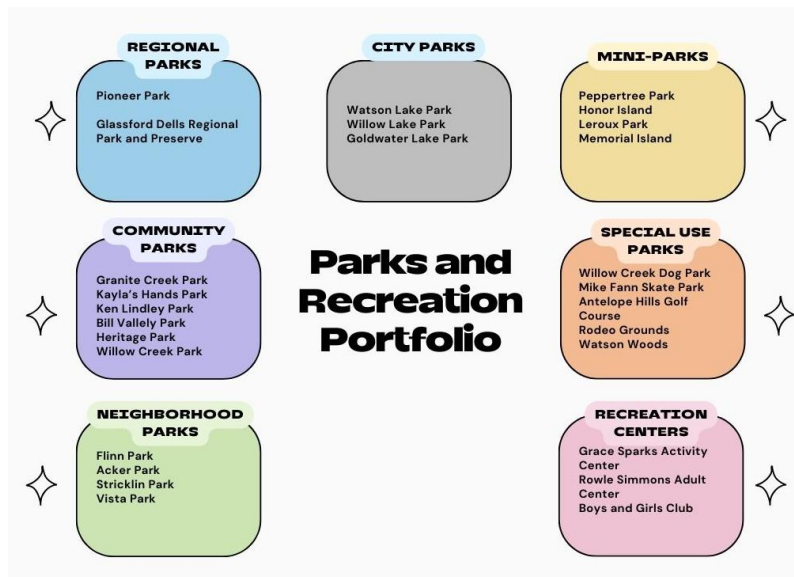 REGIONAL
PARKS
Pioneer Park
Glassford Dells Regional
Park and Preserve
CITY PARKS
Watson Lake Park
Willow Lake Park
Goldwater Lake Park
MINI-PARKS
Peppertree Park
Honor Island
Leroux Park
Memorial Island
COMMUNITY
PARKS
Granite Creek Park
Kayla's Hands Park
Ken Lindley Park
Bill Vallely Park
Heritage Park
Willow Creek Park
Parks and
Recreation
Portfolio
SPECIAL USE
PARKS
Willow Creek Dog Park
Mike Fann Skate Park
Antelope Hills Golf
Course
Rodeo Grounds
Watson Woods
NEIGHBORHOOD
PARKS
Flinn Park
Acker Park
Stricklin Park
Vista Park
RECREATION
CENTERS
Grace Sparks Activity
Center
Rowle Simmons Adult
Center
Boys and Girls Club